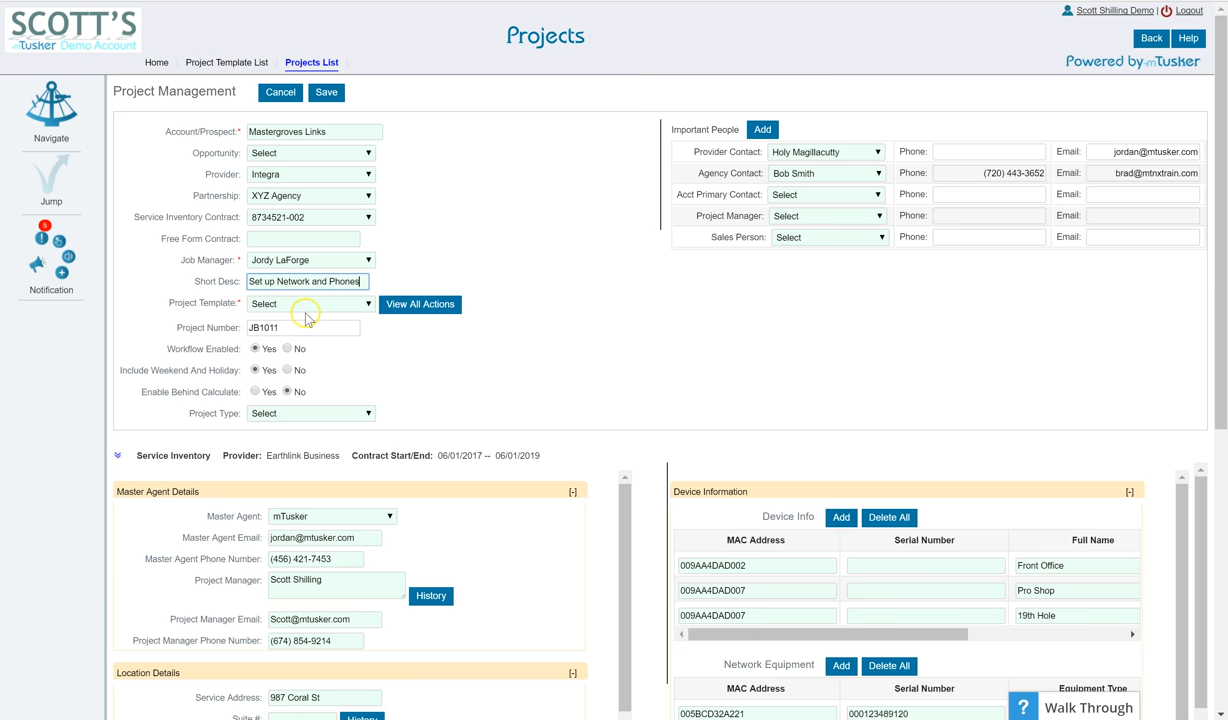 SCOTT'S
mTusker Demo Account
Projects
Scott Shilling Demo | Logout
Back Help
Powered by mTusker
Home Project Template List Projects List
Navigate
Jump
5
Notification
Project Management Cancel Save
Account/Prospect:* Mastergroves Links
Opportunity: Select
Provider: Integra
Partnership: XYZ Agency
Service Inventory Contract: 8734521-002
Free Form Contract:
Job Manager: * Jordy LaForge
Short Desc: Set up Network and Phones
Project Template:* Select View All Actions
Project Number: JB1011
Workflow Enabled: Yes No
Include Weekend And Holiday: Yes No
Enable Behind Calculate: Yes No
Project Type: Select
Important People Add
Provider Contact: Holy Magillacutty Phone: Email: jordan@mtusker.com
Agency Contact: Bob Smith Phone: (720) 443-3652 Email: brad@mtnxtrain.com
Acct Primary Contact: Select Phone: Email:
Project Manager: Select Phone: Email:
Sales Person: Select Phone: Email:
Service Inventory Provider: Earthlink Business Contract Start/End: 06/01/2017 -- 06/01/2019
Master Agent Details [-]
Master Agent: mTusker
Master Agent Email: jordan@mtusker.com
Master Agent Phone Number: (456) 421-7453
Project Manager: Scott Shilling
History
Project Manager Email: Scott@mtusker.com
Project Manager Phone Number: (674) 854-9214
Location Details [-]
Service Address: 987 Coral St
Suite #: History
Device Information [-]
Device Info Add Delete All
MAC Address Serial Number Full Name
009AA4DAD002 Front Office
009AA4DAD007 Pro Shop
009AA4DAD007 19th Hole
Network Equipment Add Delete All
MAC Address Serial Number Equipment Type
005BCD32A221 000123489120
? Walk Through